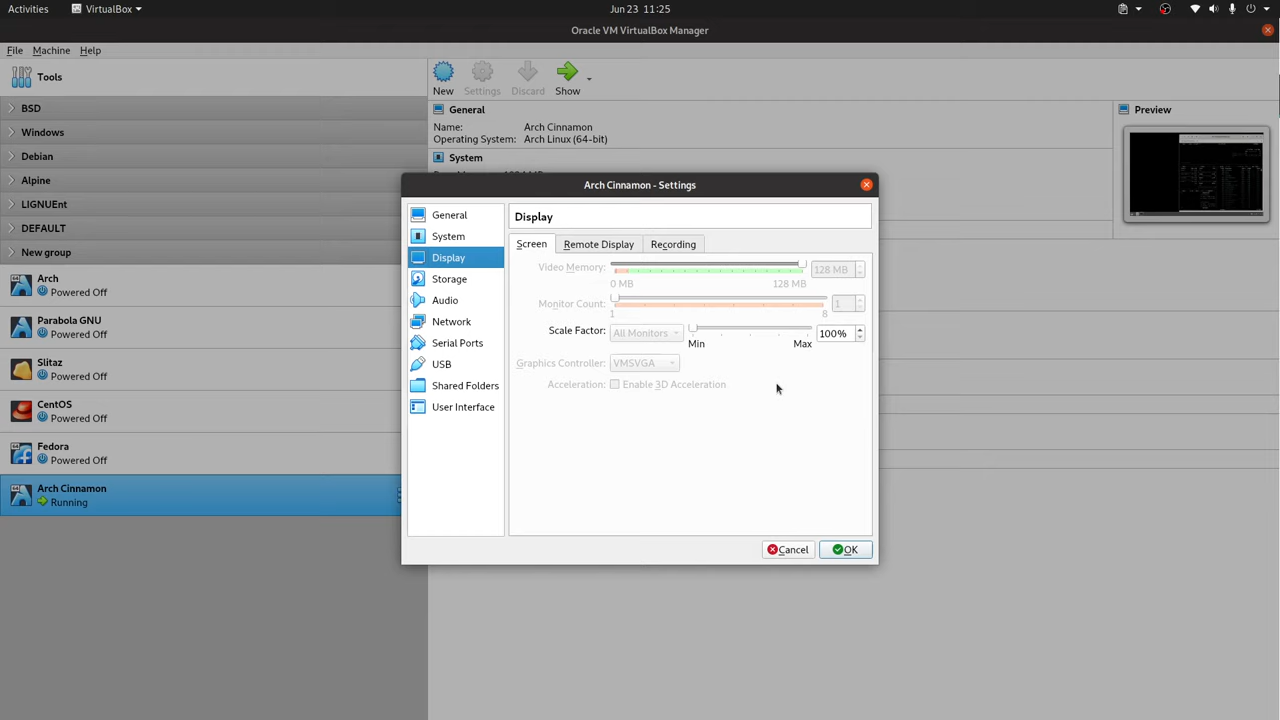 Activities
VirtualBox
Jun 23 11:25
Oracle VM VirtualBox Manager
File Machine Help
Tools
New
Settings
Discard
Show
BSD
Windows
Debian
Alpine
LIGNUEnt
DEFAULT
New group
Arch
Powered Off
Parabola GNU
Powered Off
Slitaz
Powered Off
CentOS
Powered Off
Fedora
Powered Off
Arch Cinnamon
Running
General
Name: Arch Cinnamon
Operating System: Arch Linux (64-bit)
System
Preview
Arch Cinnamon - Settings
General
System
Display
Storage
Audio
Network
Serial Ports
USB
Shared Folders
User Interface
Display
Screen Remote Display Recording
Video Memory: 128 MB
0 MB 128 MB
Monitor Count: 1
1 8
Scale Factor: All Monitors 100%
Min Max
Graphics Controller: VMSVGA
Acceleration: Enable 3D Acceleration
Cancel OK